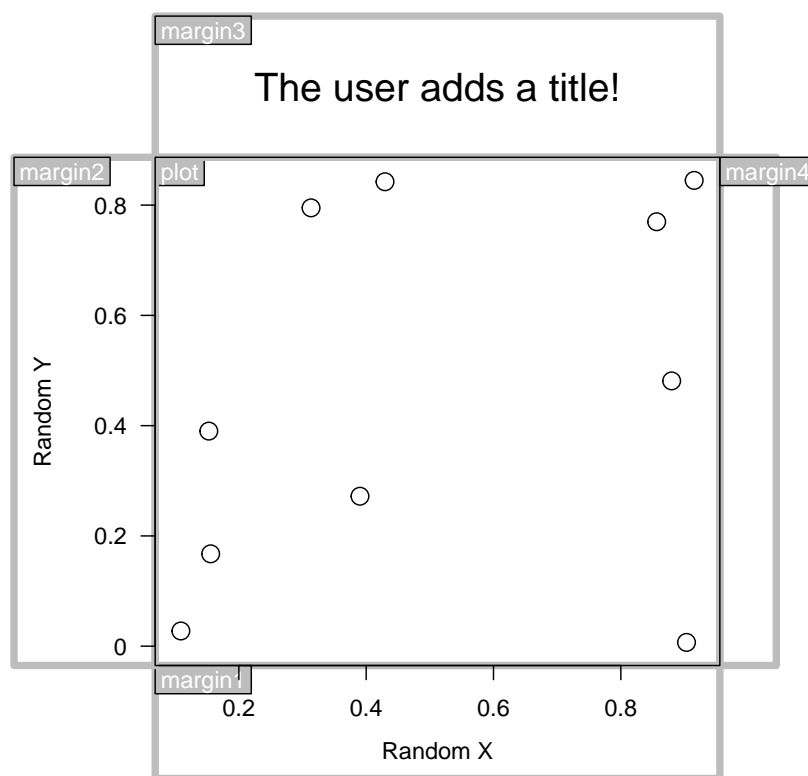 margin3
The user adds a title!
margin2
plot
margin4
0.8
0.6
Random Y
0.4
0.2
0
margin1
0.2 0.4 0.6 0.8
Random X